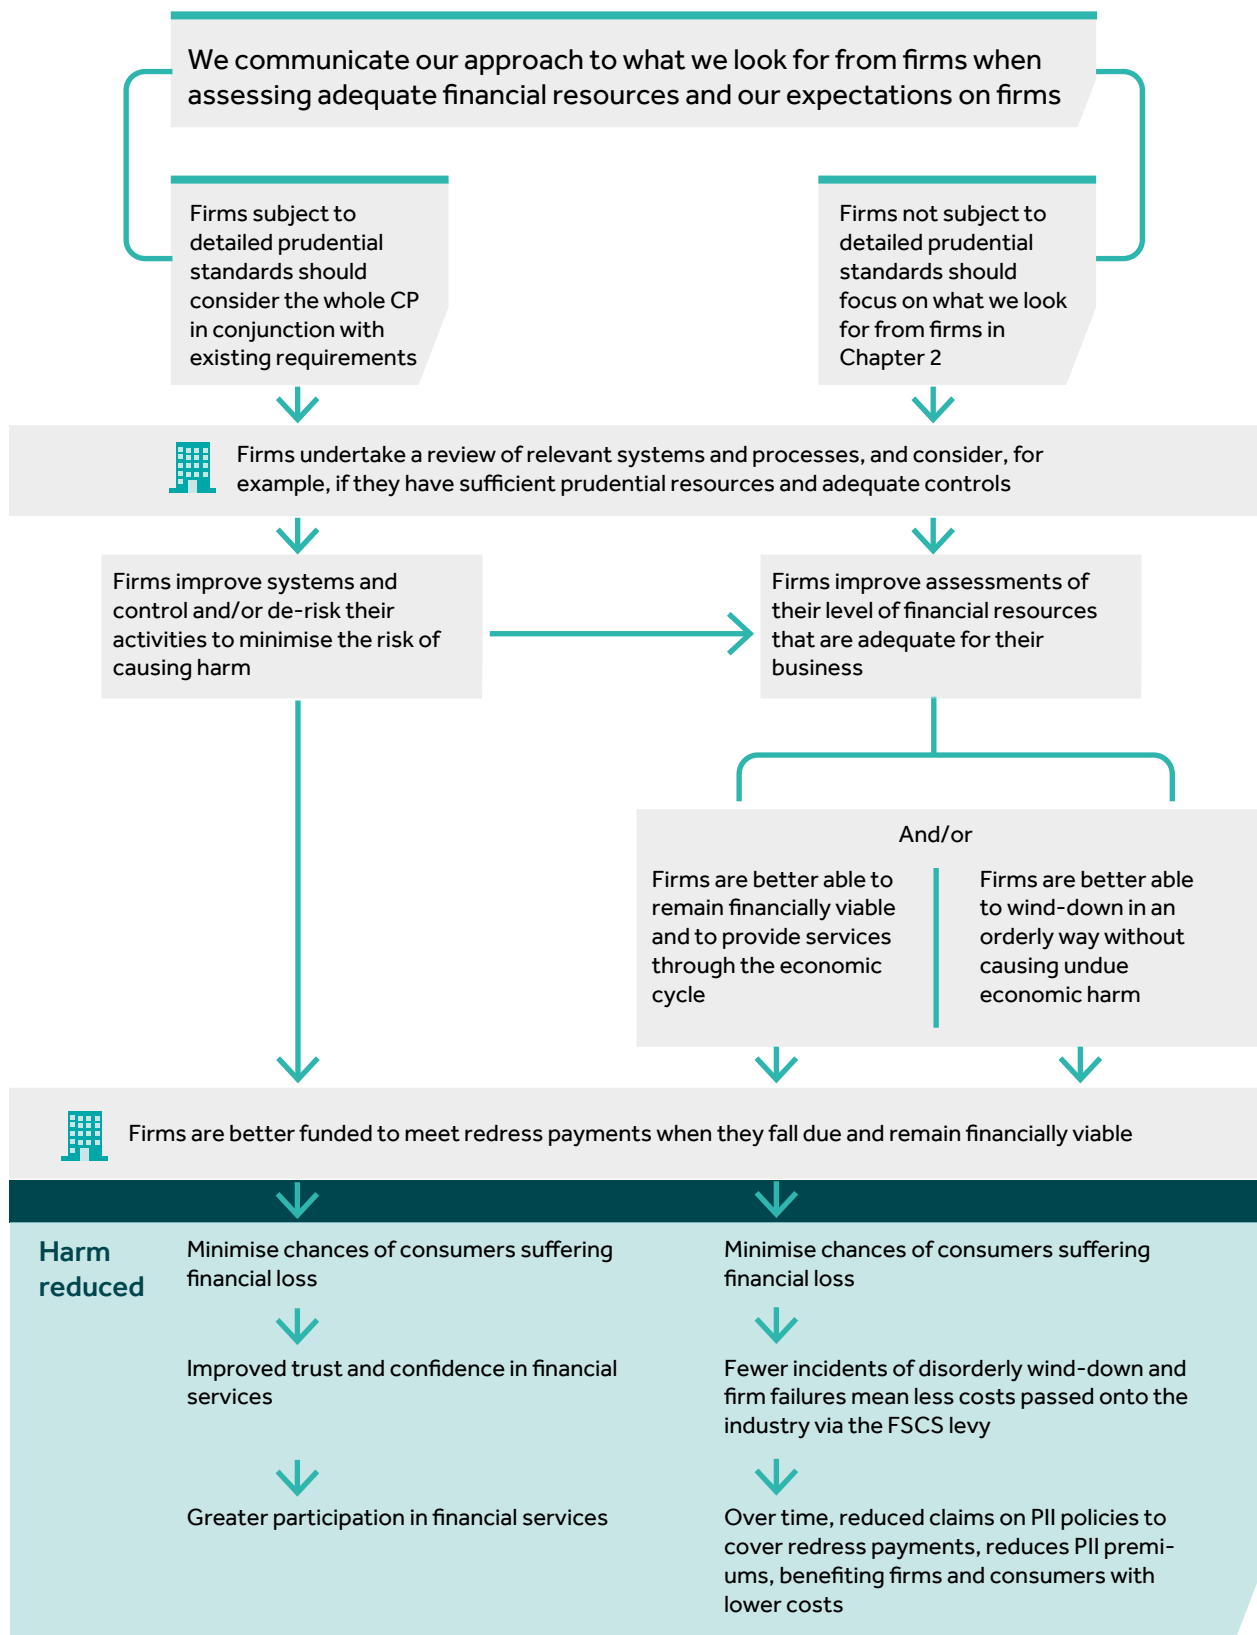 We communicate our approach to what we look for from firms when
assessing adequate financial resources and our expectations on firms
Firms subject to
detailed prudential
standards should
consider the whole CP
in conjunction with
existing requirements
Firms not subject to
detailed prudential
standards should
focus on what we look
for from firms in
Chapter 2
Firms undertake a review of relevant systems and processes, and consider, for
example, if they have sufficient prudential resources and adequate controls
Firms improve systems and
control and/or de-risk their
activities to minimise the risk of
causing harm
Firms improve assessments of
their level of financial resources
that are adequate for their
business
And/or
Firms are better able to
remain financially viable
and to provide services
through the economic
cycle
Firms are better able
to wind-down in an
orderly way without
causing undue
economic harm
Firms are better funded to meet redress payments when they fall due and remain financially viable
Harm
reduced
Minimise chances of consumers suffering
financial loss
Improved trust and confidence in financial
services
Greater participation in financial services
Minimise chances of consumers suffering
financial loss
Fewer incidents of disorderly wind-down and
firm failures mean less costs passed onto the
industry via the FSCS levy
Over time, reduced claims on PII policies to
cover redress payments, reduces PII premi-
ums, benefiting firms and consumers with
lower costs